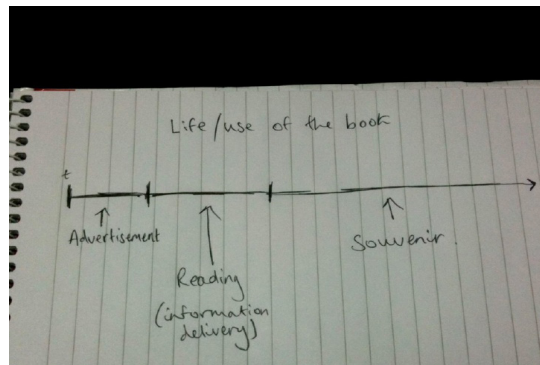 Life/use of the book
t
Advertisement
Souvenir.
Reading
(information
delivery)